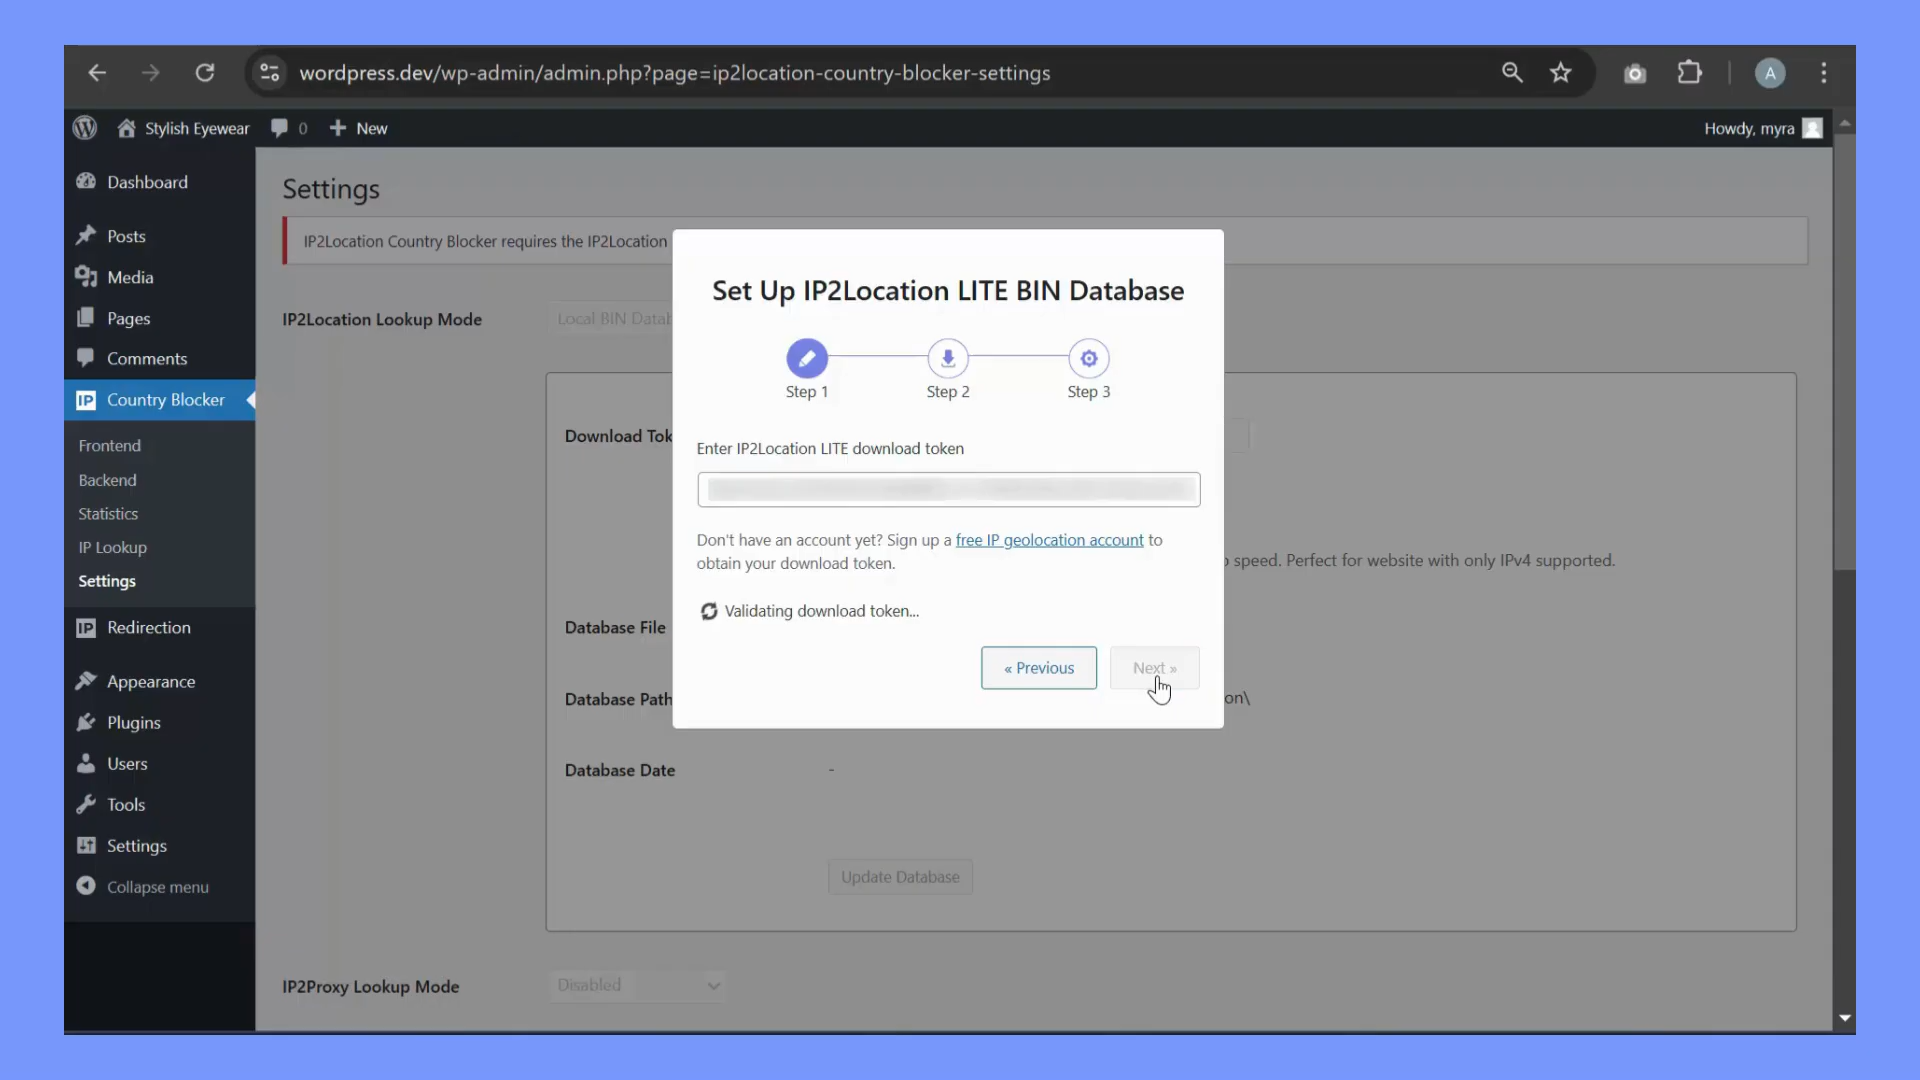 wordpress.dev/wp-admin/admin.php?page=ip2location-country-blocker-settings
A
Stylish Eyewear
0
New
Howdy, myra
Dashboard
Posts
Media
Pages
Comments
IP Country Blocker
Frontend
Backend
Statistics
IP Lookup
Settings
IP Redirection
Appearance
Plugins
Users
Tools
Settings
Collapse menu
Settings
IP2Location Country Blocker requires the IP2Location
IP2Location Lookup Mode
Local BIN Datab
Download Tok
speed. Perfect for website with only IPv4 supported.
Database File
Database Path
on\
Database Date
-
Update Database
IP2Proxy Lookup Mode
Disabled
Set Up IP2Location LITE BIN Database
Step 1
Step 2
Step 3
Enter IP2Location LITE download token
Don't have an account yet? Sign up a free IP geolocation account to
obtain your download token.
Validating download token...
« Previous
Next »